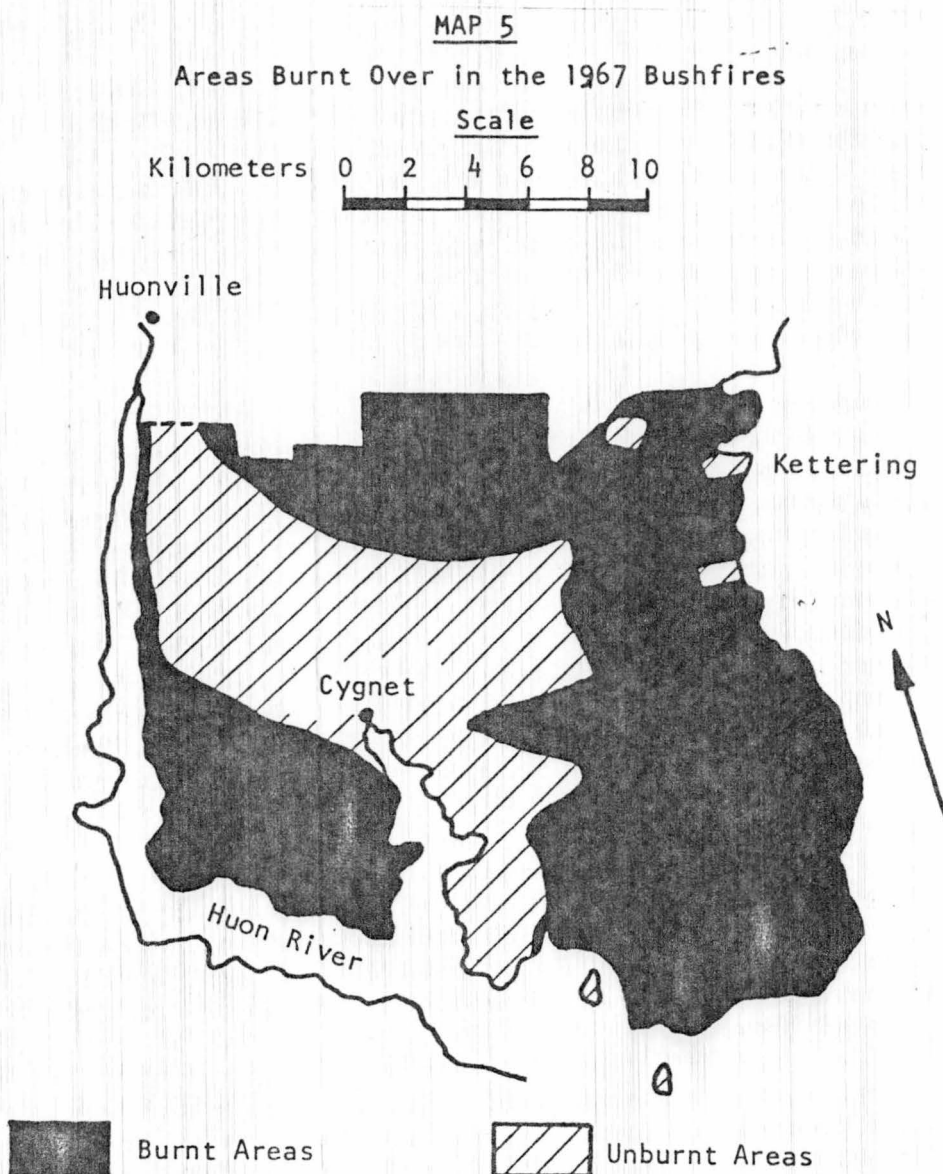 MAP 5
Areas Burnt Over in the 1967 Bushfires
Scale
Kilometers 0 2 4 6 8 10
Huonville
Kettering
N
Cygnet
Huon River
Burnt Areas
Unburnt Areas